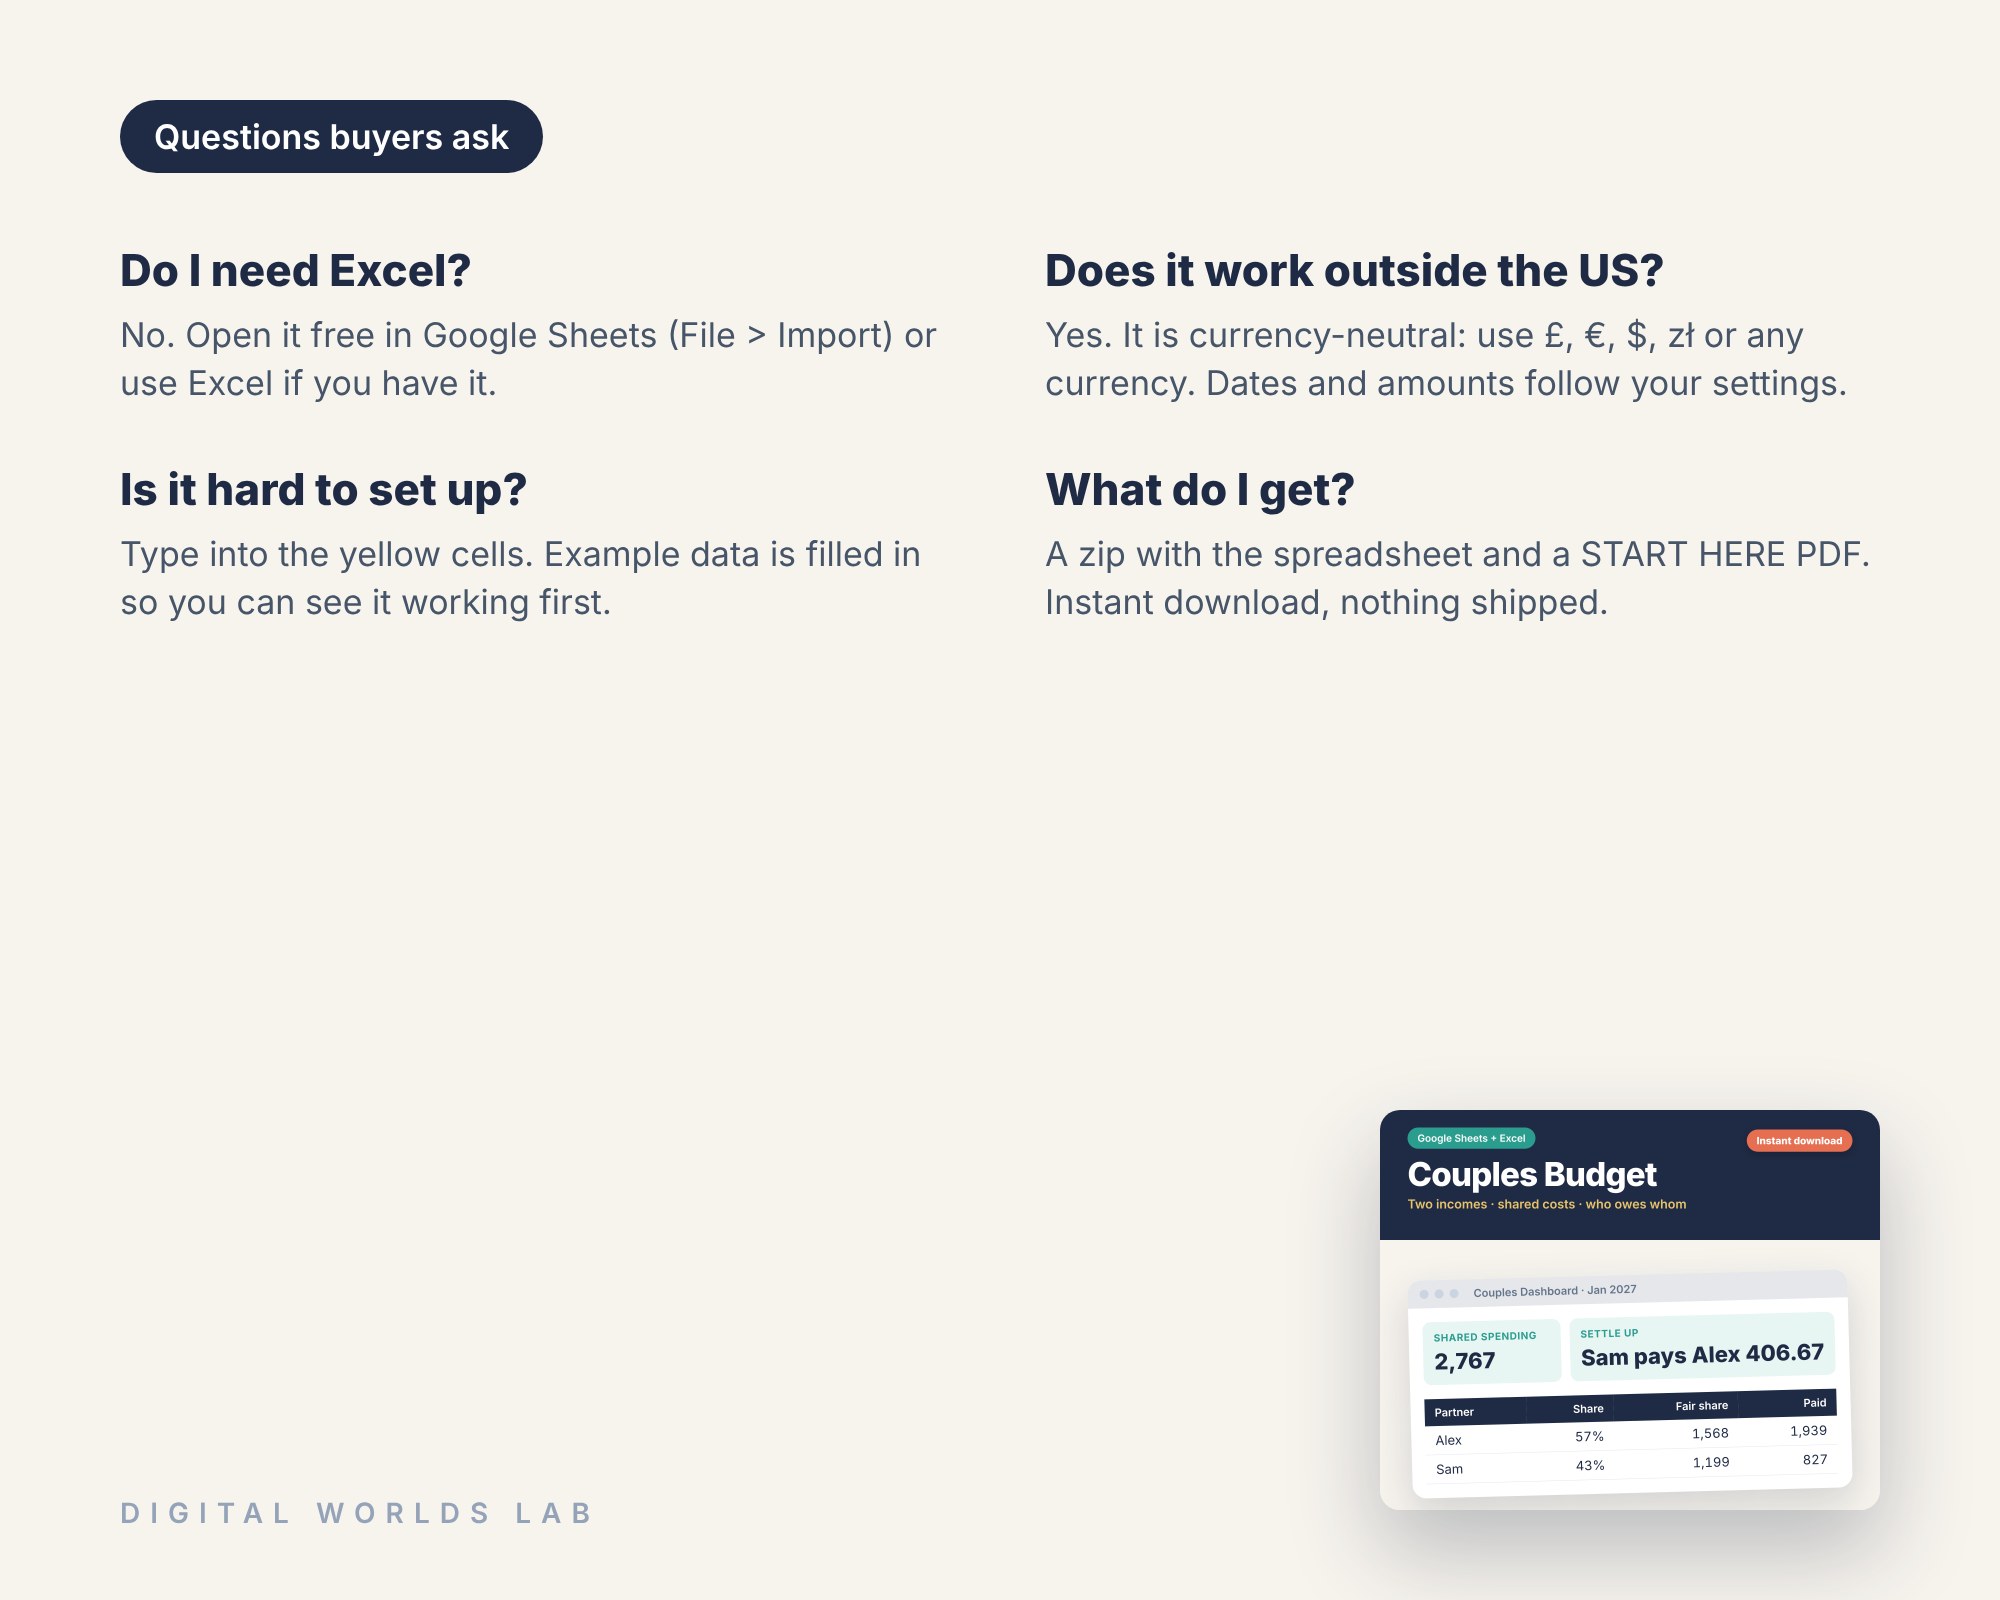 Questions buyers ask
Do I need Excel?
No. Open it free in Google Sheets (File > Import) or
use Excel if you have it.
Does it work outside the US?
Yes. It is currency-neutral: use £, €, $, zł or any
currency. Dates and amounts follow your settings.
Is it hard to set up?
Type into the yellow cells. Example data is filled in
so you can see it working first.
What do I get?
A zip with the spreadsheet and a START HERE PDF.
Instant download, nothing shipped.
Google Sheets + Excel
Instant download
Couples Budget
Two incomes · shared costs · who owes whom
Couples Dashboard · Jan 2027
SHARED SPENDING
2,767
SETTLE UP
Sam pays Alex 406.67
Partner Share Fair share Paid
Alex 57% 1,568 1,939
Sam 43% 1,199 827
DIGITAL WORLDS LAB